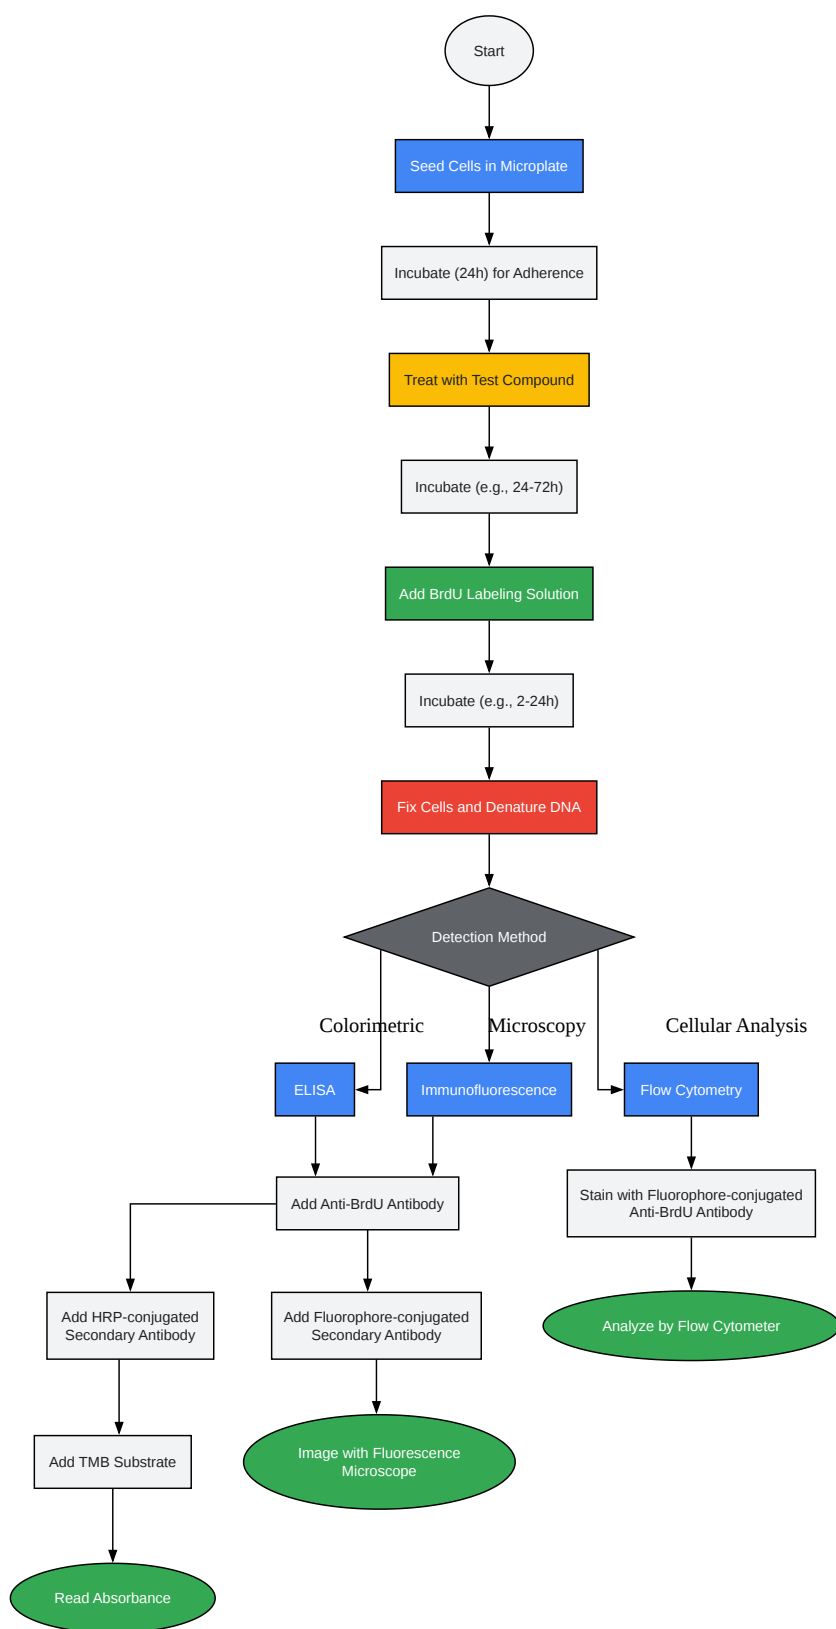 Start
Seed Cells in Microplate
Incubate (24h) for Adherence
Treat with Test Compound
Incubate (e.g., 24-72h)
Add BrdU Labeling Solution
Incubate (e.g., 2-24h)
Fix Cells and Denature DNA
Detection Method
Colorimetric
Microscopy
Cellular Analysis
ELISA
Immunofluorescence
Flow Cytometry
Add Anti-BrdU Antibody
Stain with Fluorophore-conjugated
Anti-BrdU Antibody
Add HRP-conjugated
Secondary Antibody
Add Fluorophore-conjugated
Secondary Antibody
Analyze by Flow Cytometer
Add TMB Substrate
Image with Fluorescence
Microscope
Read Absorbance